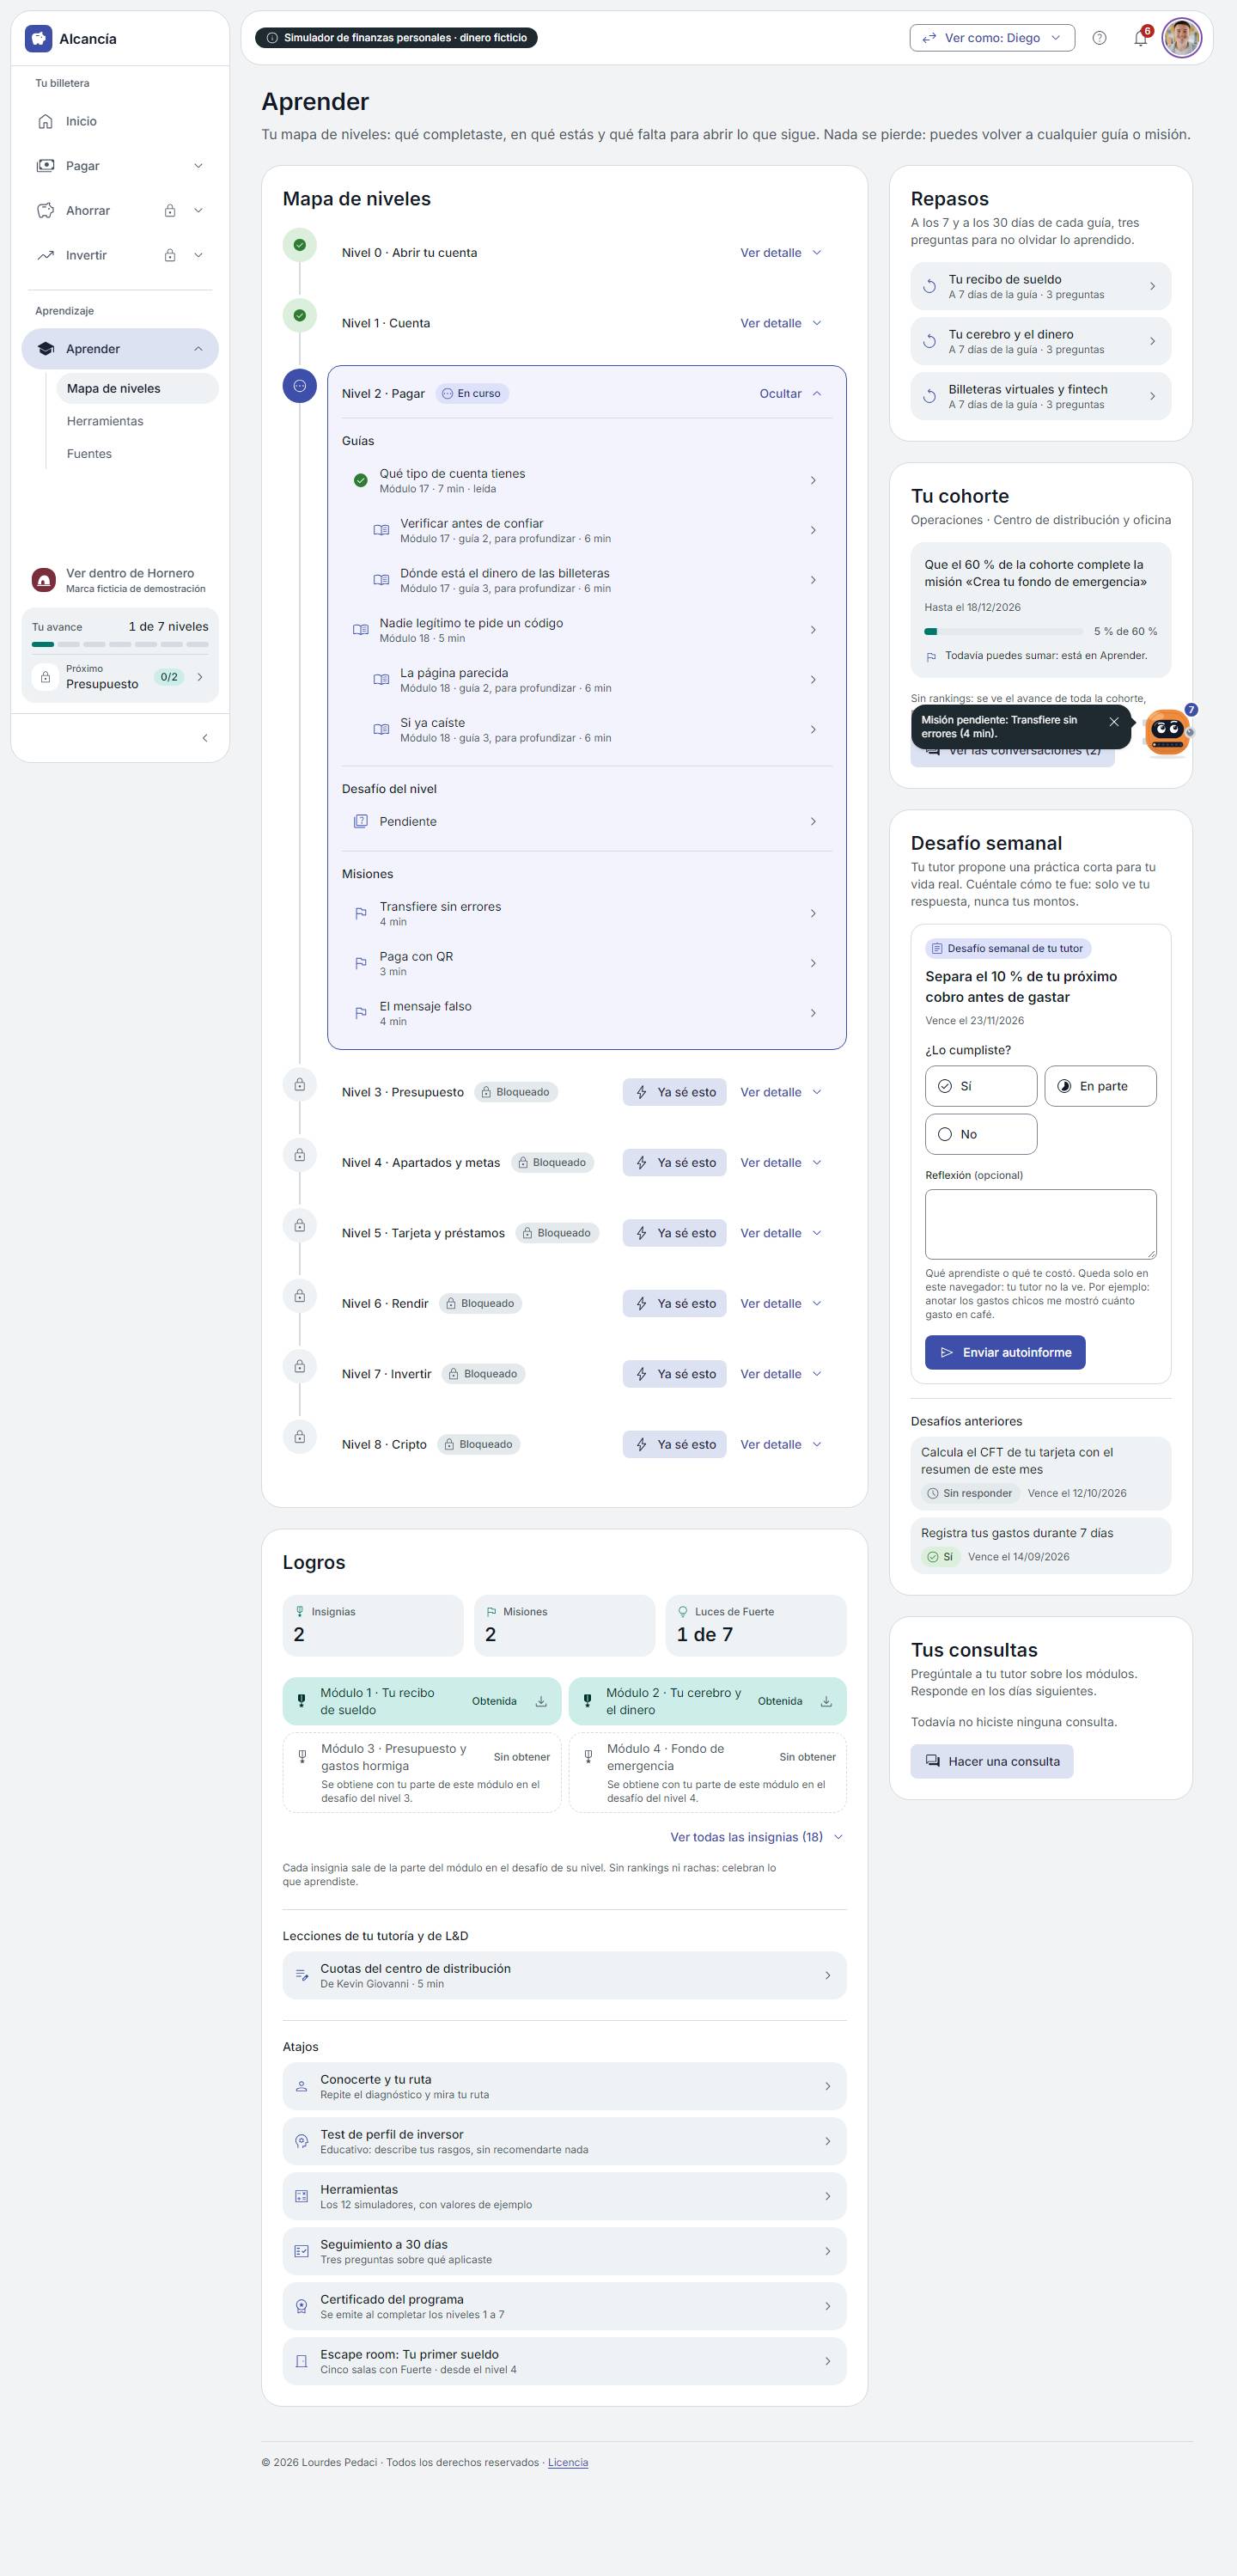 Alcancía
Tu billetera
Inicio
Pagar
Ahorrar
Invertir
Aprendizaje
Aprender
Mapa de niveles
Herramientas
Fuentes
Ver dentro de Hornero
Marca ficticia de demostración
Tu avance
1 de 7 niveles
Próximo
Presupuesto
0/2
Simulador de finanzas personales · dinero ficticio
Ver como: Diego
6
Aprender
Tu mapa de niveles: qué completaste, en qué estás y qué falta para abrir lo que sigue. Nada se pierde: puedes volver a cualquier guía o misión.
Mapa de niveles
Nivel 0 · Abrir tu cuenta
Ver detalle
Nivel 1 · Cuenta
Ver detalle
Nivel 2 · Pagar
En curso
Ocultar
Guías
Qué tipo de cuenta tienes
Módulo 17 · 7 min · leída
Verificar antes de confiar
Módulo 17 · guía 2, para profundizar · 6 min
Dónde está el dinero de las billeteras
Módulo 17 · guía 3, para profundizar · 6 min
Nadie legítimo te pide un código
Módulo 18 · 5 min
La página parecida
Módulo 18 · guía 2, para profundizar · 6 min
Si ya caíste
Módulo 18 · guía 3, para profundizar · 6 min
Desafío del nivel
Pendiente
Misiones
Transfiere sin errores
4 min
Paga con QR
3 min
El mensaje falso
4 min
Nivel 3 · Presupuesto
Bloqueado
Ya sé esto
Ver detalle
Nivel 4 · Apartados y metas
Bloqueado
Ya sé esto
Ver detalle
Nivel 5 · Tarjeta y préstamos
Bloqueado
Ya sé esto
Ver detalle
Nivel 6 · Rendir
Bloqueado
Ya sé esto
Ver detalle
Nivel 7 · Invertir
Bloqueado
Ya sé esto
Ver detalle
Nivel 8 · Cripto
Bloqueado
Ya sé esto
Ver detalle
Logros
Insignias
2
Misiones
2
Luces de Fuerte
1 de 7
Módulo 1 · Tu recibo
de sueldo
Obtenida
Módulo 2 · Tu cerebro y
el dinero
Obtenida
Módulo 3 · Presupuesto y
gastos hormiga
Sin obtener
Se obtiene con tu parte de este módulo en el
desafío del nivel 3.
Módulo 4 · Fondo de
emergencia
Sin obtener
Se obtiene con tu parte de este módulo en el
desafío del nivel 4.
Ver todas las insignias (18)
Cada insignia sale de la parte del módulo en el desafío de su nivel. Sin rankings ni rachas: celebran lo
que aprendiste.
Lecciones de tu tutoría y de L&D
Cuotas del centro de distribución
De Kevin Giovanni · 5 min
Atajos
Conocerte y tu ruta
Repite el diagnóstico y mira tu ruta
Test de perfil de inversor
Educativo: describe tus rasgos, sin recomendarte nada
Herramientas
Los 12 simuladores, con valores de ejemplo
Seguimiento a 30 días
Tres preguntas sobre qué aplicaste
Certificado del programa
Se emite al completar los niveles 1 a 7
Escape room: Tu primer sueldo
Cinco salas con Fuerte · desde el nivel 4
Repasos
A los 7 y a los 30 días de cada guía, tres
preguntas para no olvidar lo aprendido.
Tu recibo de sueldo
A 7 días de la guía · 3 preguntas
Tu cerebro y el dinero
A 7 días de la guía · 3 preguntas
Billeteras virtuales y fintech
A 7 días de la guía · 3 preguntas
Tu cohorte
Operaciones · Centro de distribución y oficina
Que el 60 % de la cohorte complete la
misión «Crea tu fondo de emergencia»
Hasta el 18/12/2026
5 % de 60 %
Todavía puedes sumar: está en Aprender.
Sin rankings: se ve el avance de toda la cohorte,
Misión pendiente: Transfiere sin
errores (4 min).
7
Ver las conversaciones (2)
Desafío semanal
Tu tutor propone una práctica corta para tu
vida real. Cuéntale cómo te fue: solo ve tu
respuesta, nunca tus montos.
Desafío semanal de tu tutor
Separa el 10 % de tu próximo
cobro antes de gastar
Vence el 23/11/2026
¿Lo cumpliste?
Sí
En parte
No
Reflexión (opcional)
Qué aprendiste o qué te costó. Queda solo en
este navegador: tu tutor no la ve. Por ejemplo:
anotar los gastos chicos me mostró cuánto
gasto en café.
Enviar autoinforme
Desafíos anteriores
Calcula el CFT de tu tarjeta con el
resumen de este mes
Sin responder
Vence el 12/10/2026
Registra tus gastos durante 7 días
Sí
Vence el 14/09/2026
Tus consultas
Pregúntale a tu tutor sobre los módulos.
Responde en los días siguientes.
Todavía no hiciste ninguna consulta.
Hacer una consulta
© 2026 Lourdes Pedaci · Todos los derechos reservados · Licencia